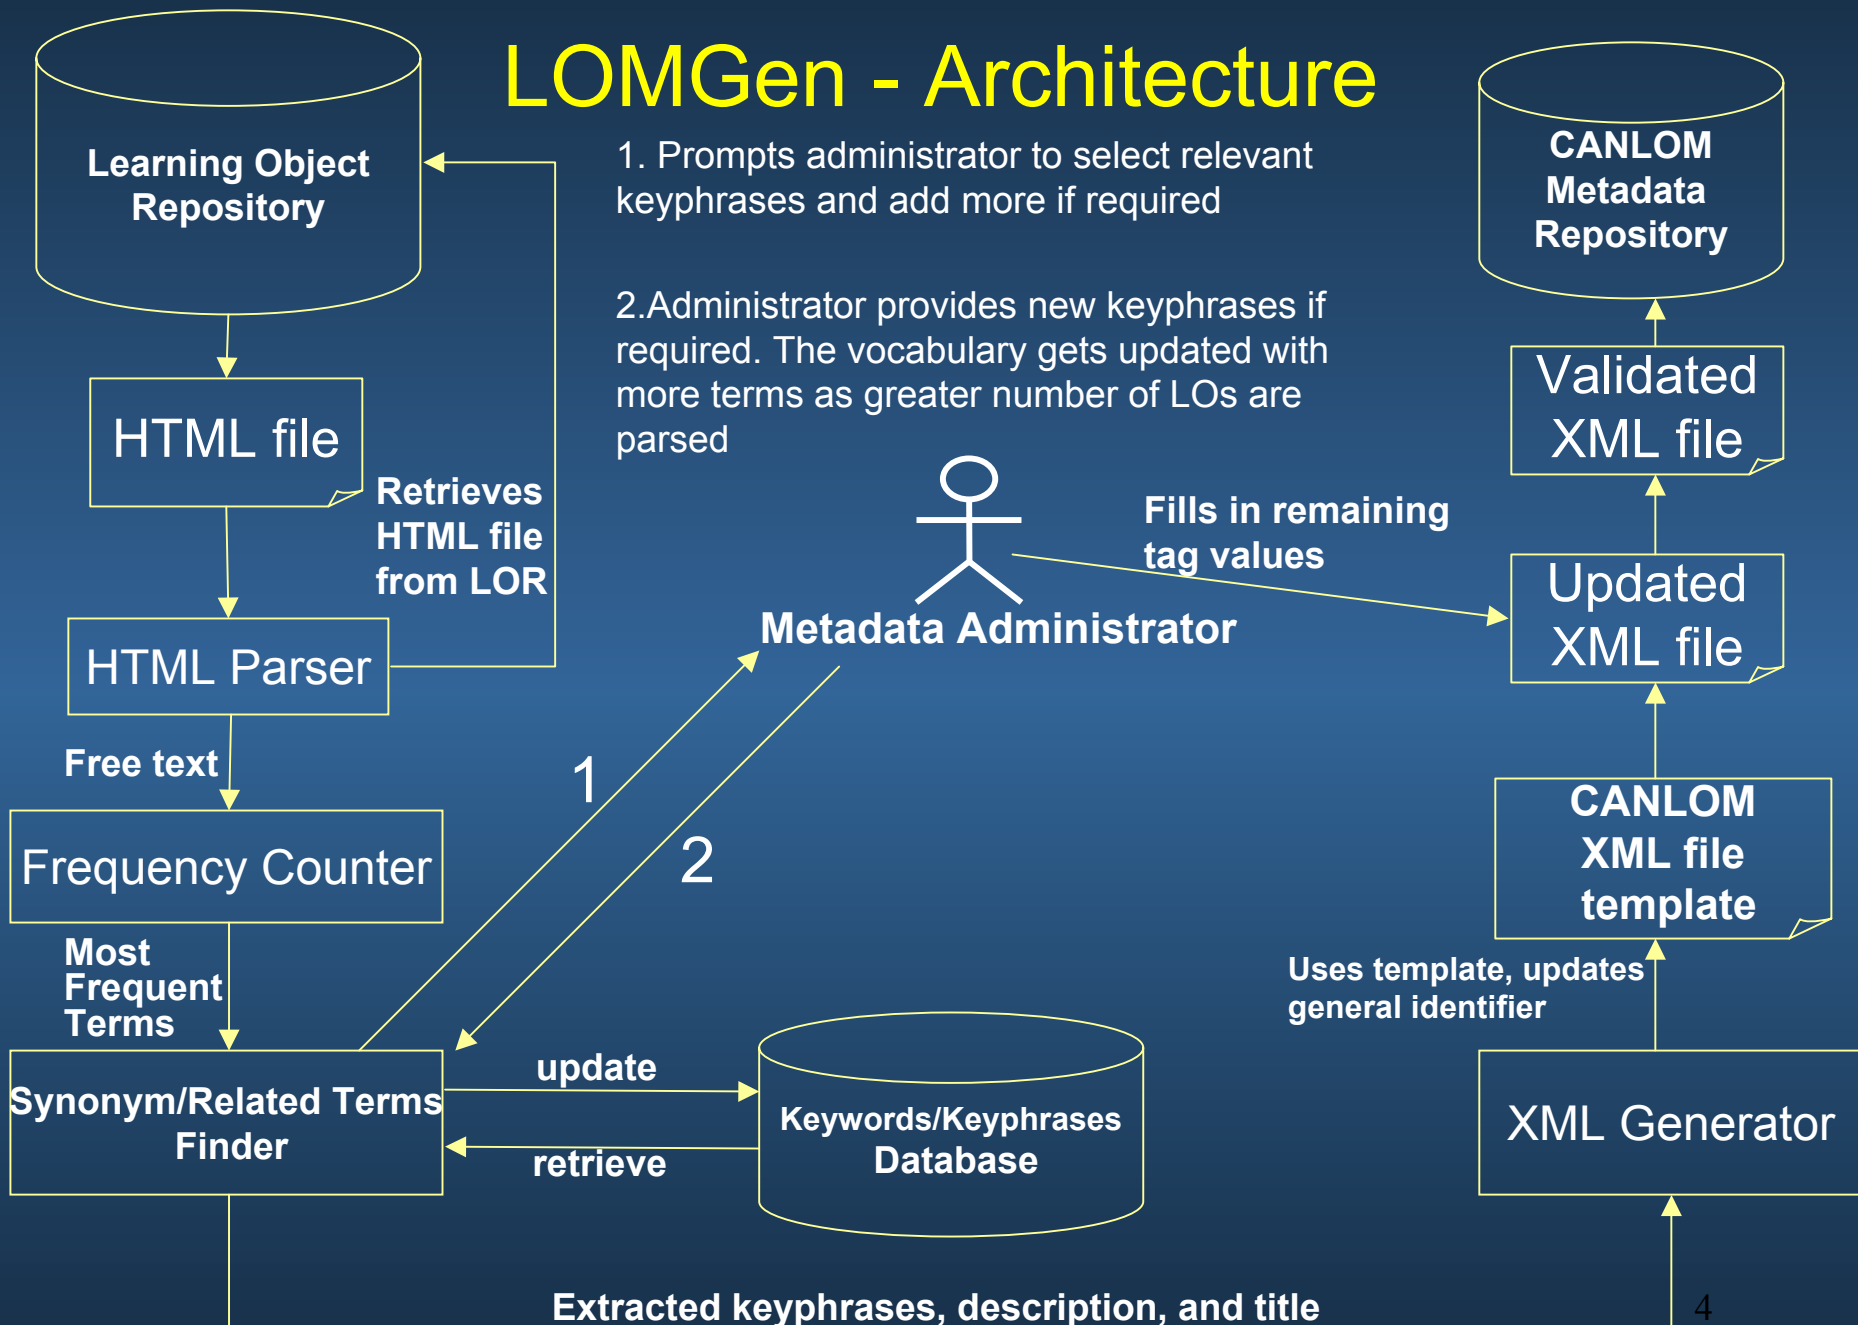 LOMGen - Architecture
Learning Object
Repository
1. Prompts administrator to select relevant
keyphrases and add more if required
2.Administrator provides new keyphrases if
required. The vocabulary gets updated with
more terms as greater number of LOs are
parsed
CANLOM
Metadata
Repository
HTML file
Retrieves
HTML file
from LOR
HTML Parser
Free text
Frequency Counter
Most
Frequent
Terms
Synonym/Related Terms
Finder
1
2
Metadata Administrator
Fills in remaining
tag values
update
retrieve
Keywords/Keyphrases
Database
Validated
XML file
Updated
XML file
CANLOM
XML file
template
Uses template, updates
general identifier
XML Generator
Extracted keyphrases, description, and title
4